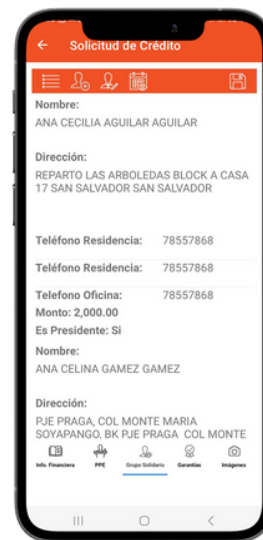 Solicitud de Crédito
Nombre:
ANA CECILIA AGUILAR AGUILAR
Dirección:
REPARTO LAS ARBOLEDAS BLOCK A CASA
17 SAN SALVADOR SAN SALVADOR
Teléfono Residencia: 78557868
Teléfono Residencia: 78557868
Telefono Oficina: 78557868
Monto: 2,000.00
Es Presidente: Si
Nombre:
ANA CELINA GAMEZ GAMEZ
Dirección:
PJE PRAGA, COL MONTE MARIA
SOYAPANGO, BK PJE PRAGA COL MONTE
Info. Financiera PPE Grupo Solidario Garantías Imágenes